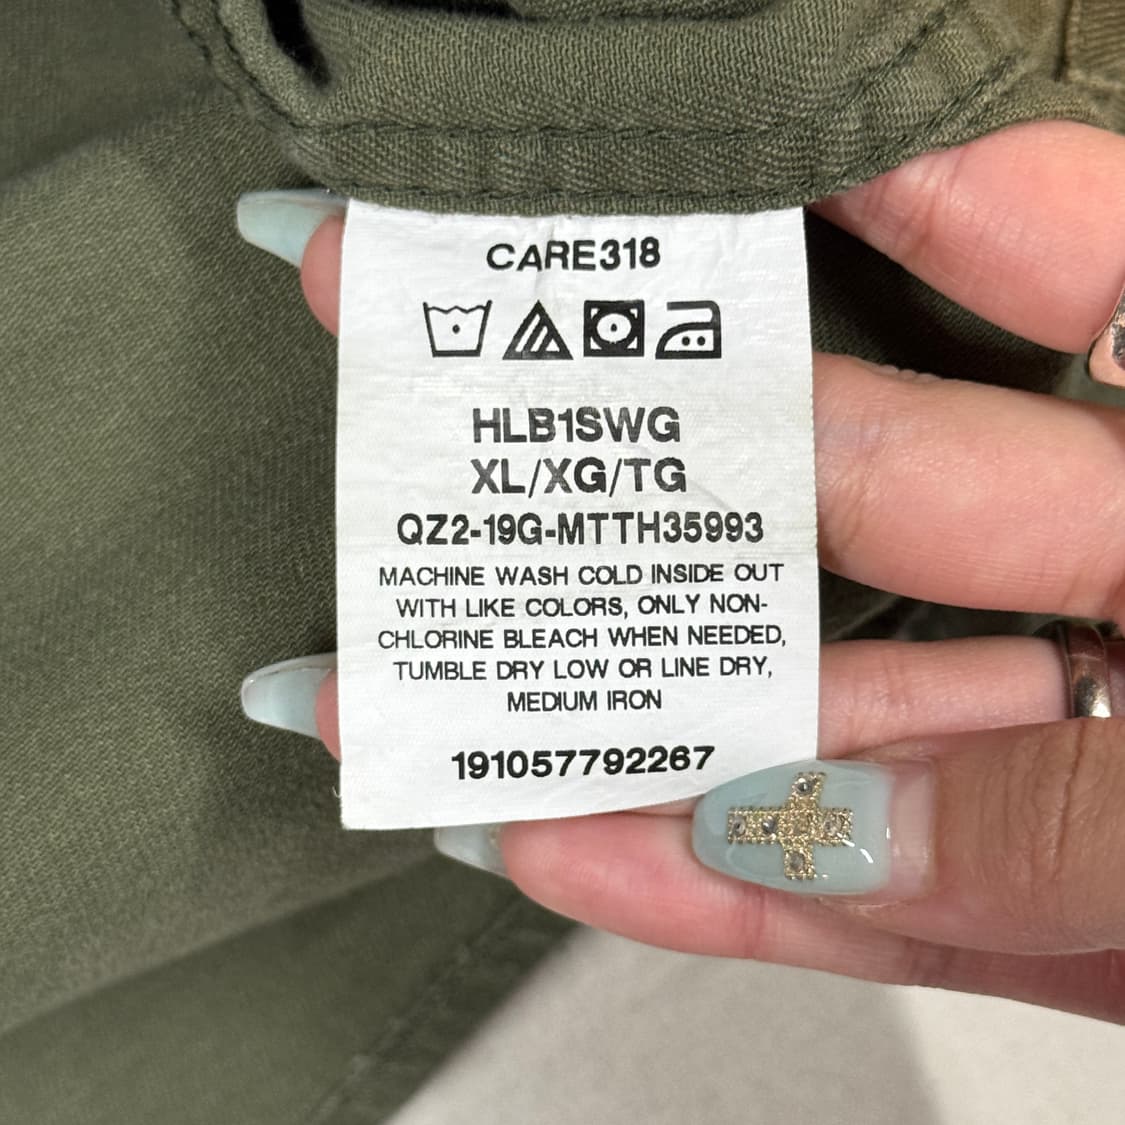 CARE318
HLB1SWG
XL/XG/TG
QZ2-19G-MTTH35993
MACHINE WASH COLD INSIDE OUT
WITH LIKE COLORS, ONLY NON-
CHLORINE BLEACH WHEN NEEDED,
TUMBLE DRY LOW OR LINE DRY,
MEDIUM IRON
191057792267